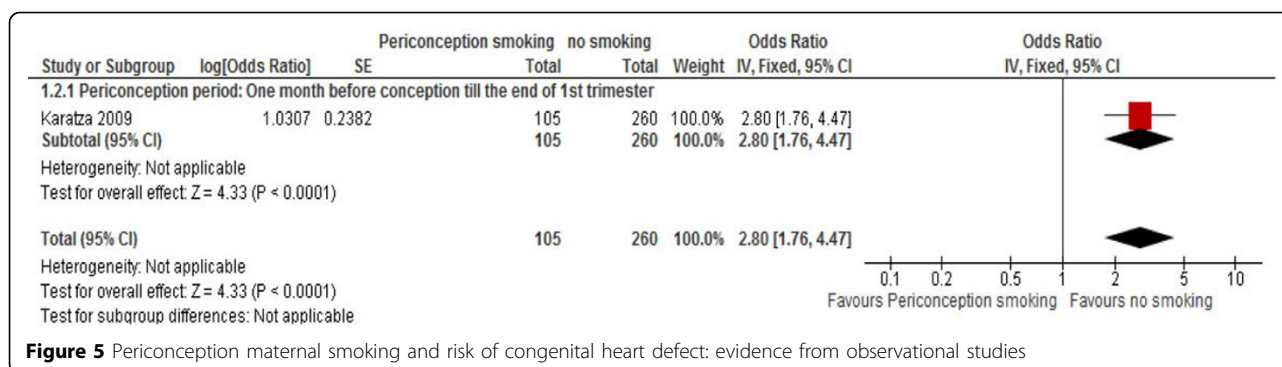 Periconception smoking no smoking Odds Ratio Odds Ratio
Study or Subgroup log[Odds Ratio] SE Total Total Weight IV, Fixed, 95% CI IV, Fixed, 95% CI
1.2.1 Periconception period: One month before conception till the end of 1st trimester
Karatza 2009 1.0307 0.2382 105 260 100.0% 2.80 [1.76, 4.47]
Subtotal (95% CI) 105 260 100.0% 2.80 [1.76, 4.47]
Heterogeneity: Not applicable
Test for overall effect: Z = 4.33 (P < 0.0001)
Total (95% CI) 105 260 100.0% 2.80 [1.76, 4.47]
Heterogeneity: Not applicable
Test for overall effect: Z = 4.33 (P < 0.0001)
Test for subgroup differences: Not applicable
0.1 0.2 0.5 1 2 5 10
Favours Periconception smoking Favours no smoking
Figure 5 Periconception maternal smoking and risk of congenital heart defect: evidence from observational studies